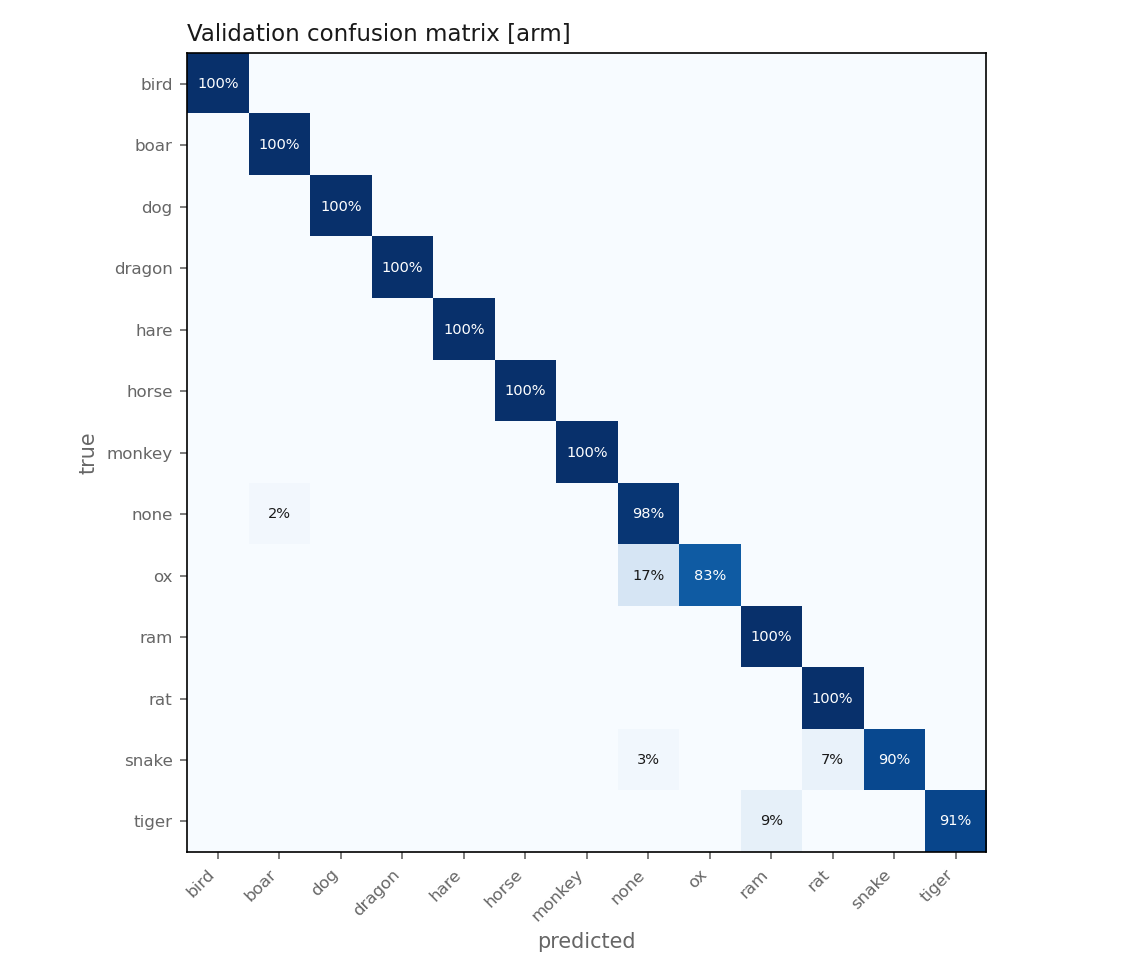 Validation confusion matrix [arm]
bird 100%
boar 100%
dog 100%
dragon 100%
hare 100%
horse 100%
true
monkey 100%
none 2% 98%
ox 17% 83%
ram 100%
rat 100%
snake 3% 7% 90%
tiger 9% 91%
bird boar dog dragon hare horse monkey none ox ram rat snake tiger
predicted